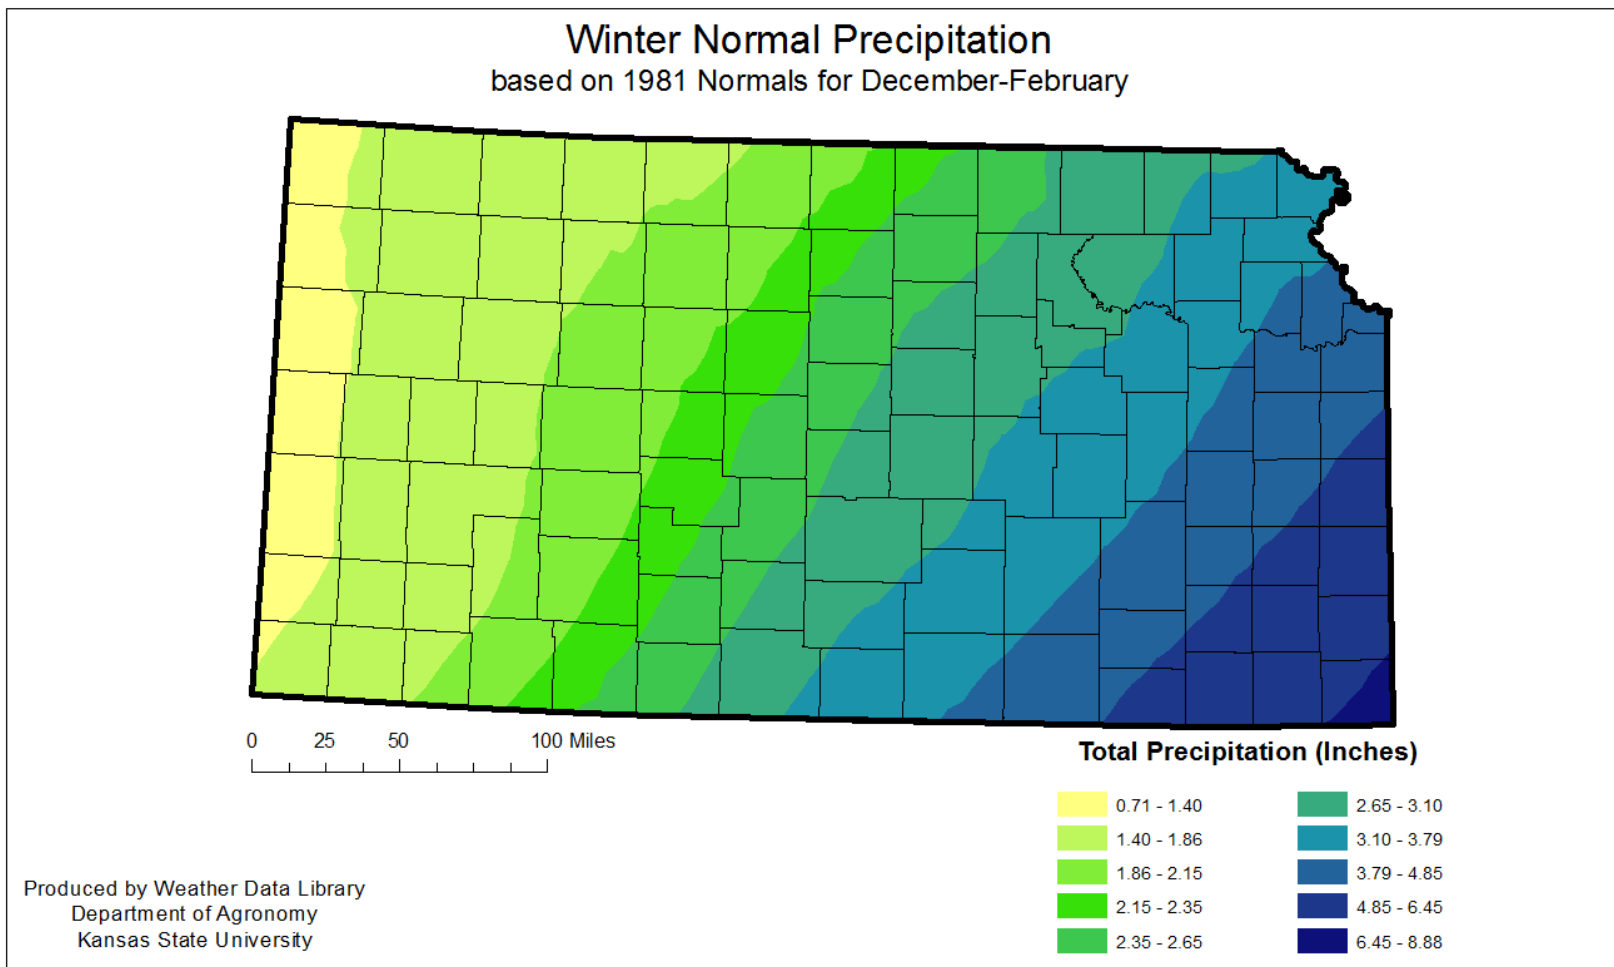 Winter Normal Precipitation
based on 1981 Normals for December-February
0 25 50 100 Miles
Total Precipitation (Inches)
0.71 - 1.40
1.40 - 1.86
1.86 - 2.15
2.15 - 2.35
2.35 - 2.65
2.65 - 3.10
3.10 - 3.79
3.79 - 4.85
4.85 - 6.45
6.45 - 8.88
Produced by Weather Data Library
Department of Agronomy
Kansas State University